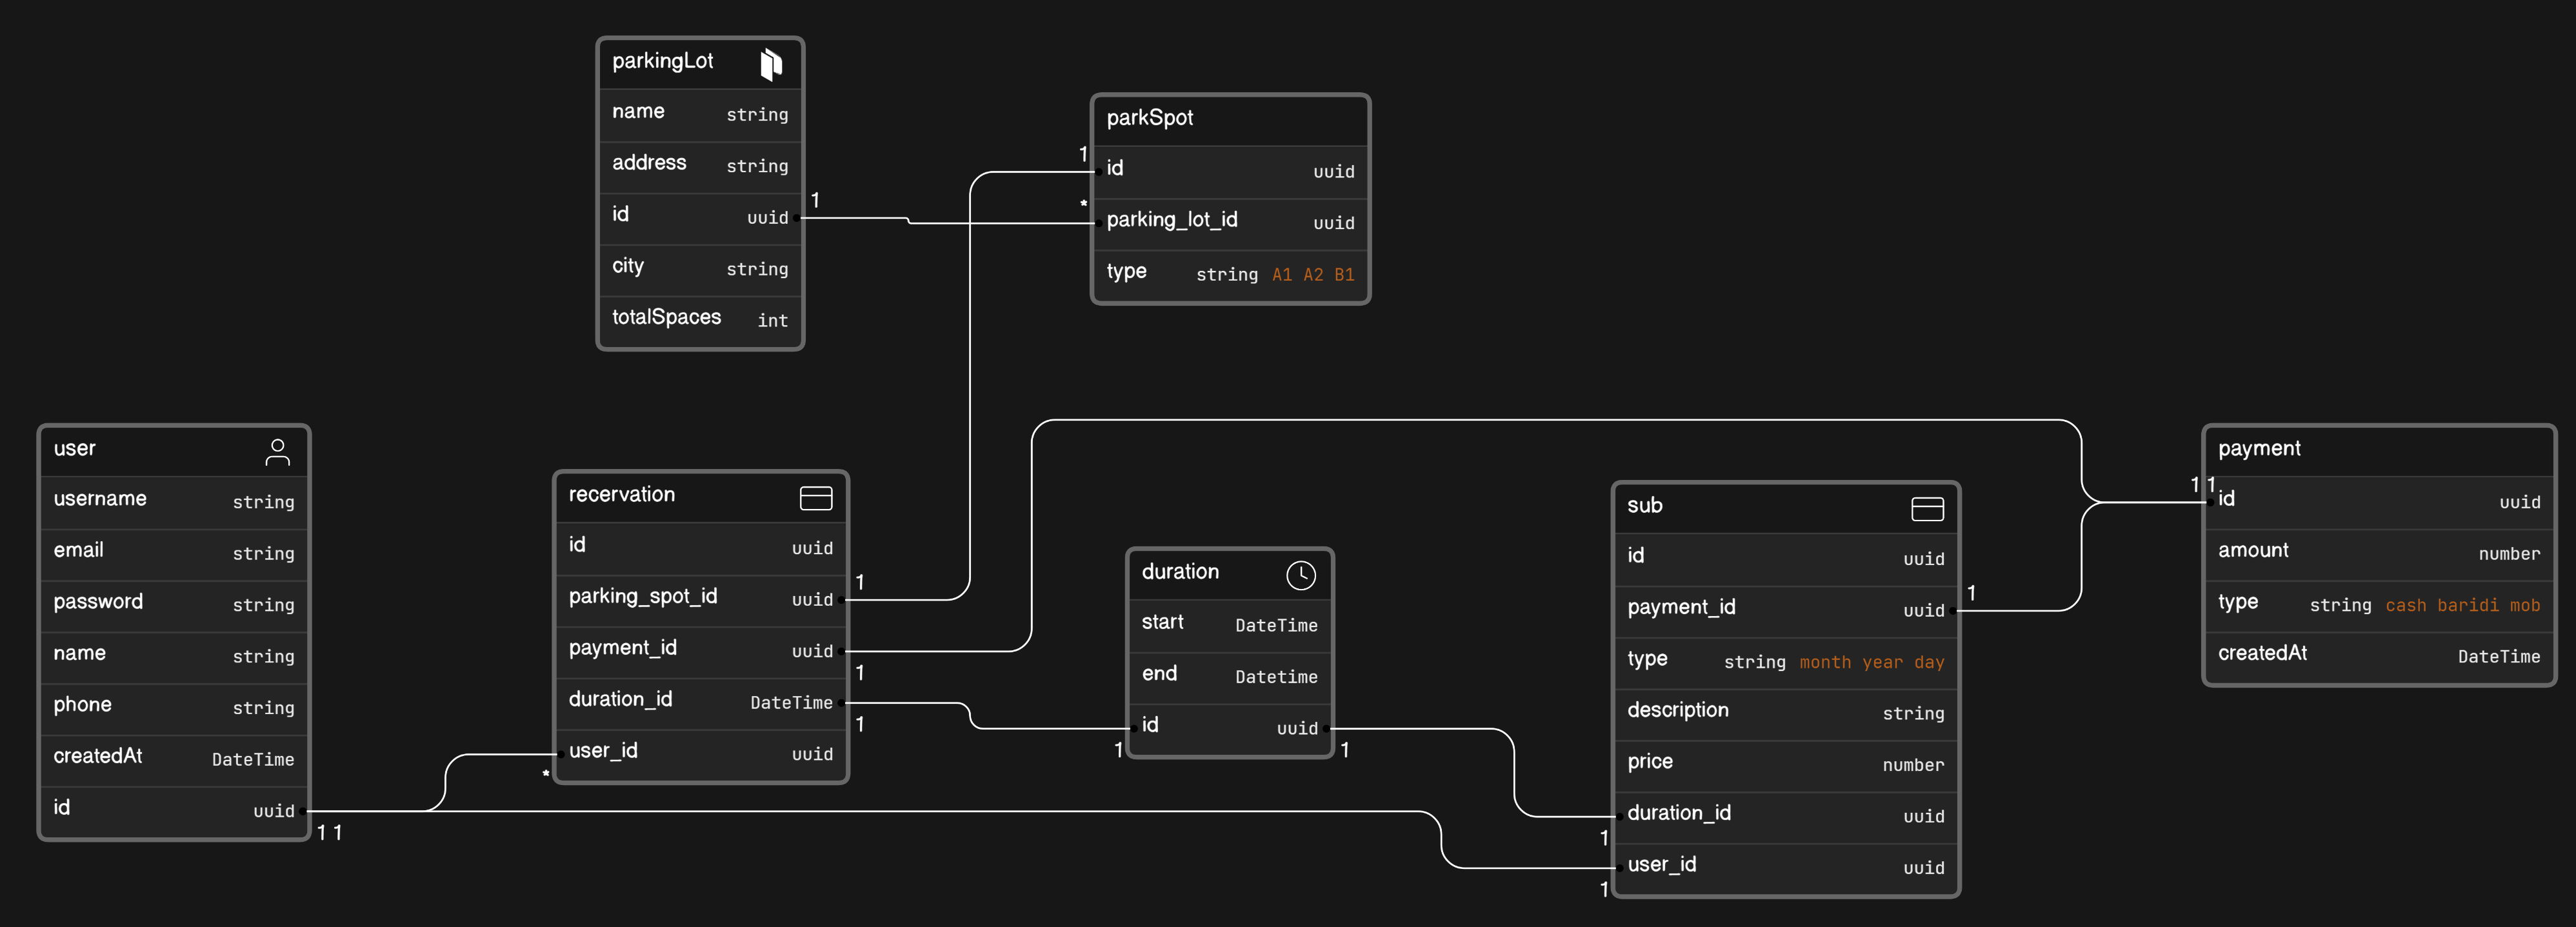 parkingLot
name string
address string
id uuid
city string
totalSpaces int
1
parkSpot
id uuid
parking_lot_id uuid
type string A1 A2 B1
1
*
user
username string
email string
password string
name string
phone string
createdAt DateTime
id uuid
1 1
recervation
id uuid
parking_spot_id uuid
payment_id uuid
duration_id DateTime
user_id uuid
1
1
1
*
duration
start DateTime
end Datetime
id uuid
1
1
sub
id uuid
payment_id uuid
type string month year day
description string
price number
duration_id uuid
user_id uuid
1
1
1
payment
id uuid
amount number
type string cash baridi mob
createdAt DateTime
1 1